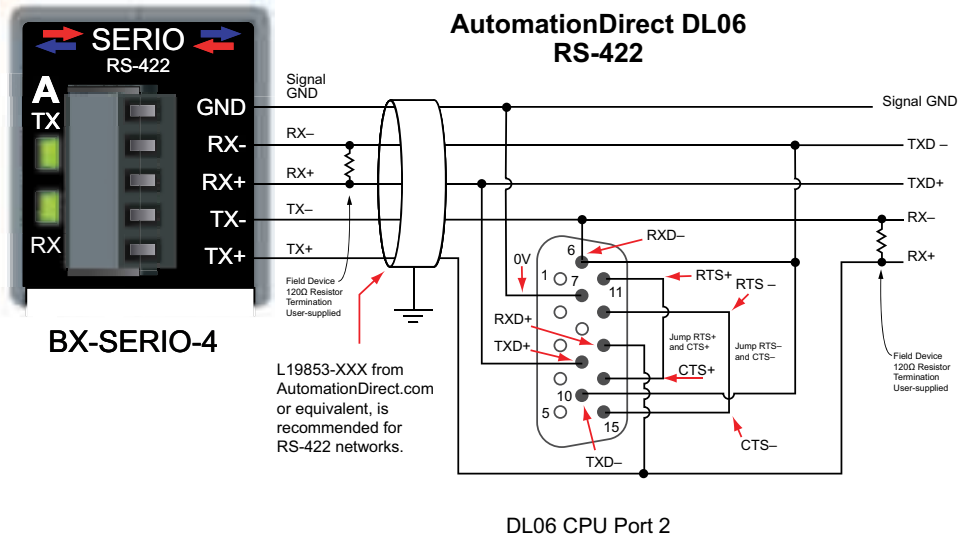 AutomationDirect DL06
RS-422
SERIO
RS-422
A
TX
RX
GND
RX-
RX+
TX-
TX+
BX-SERIO-4
Signal
GND
RX–
RX+
TX–
TX+
Field Device
120Ω Resistor
Termination
User-supplied
L19853-XXX from
AutomationDirect.com
or equivalent, is
recommended for
RS-422 networks.
0V
RXD+
TXD+
6
1
7
11
10
5
15
RXD–
RTS+
RTS –
Jump RTS+
and CTS+
Jump RTS–
and CTS–
CTS+
CTS–
TXD–
Signal GND
TXD –
TXD+
RX–
RX+
Field Device
120Ω Resistor
Termination
User-supplied
DL06 CPU Port 2